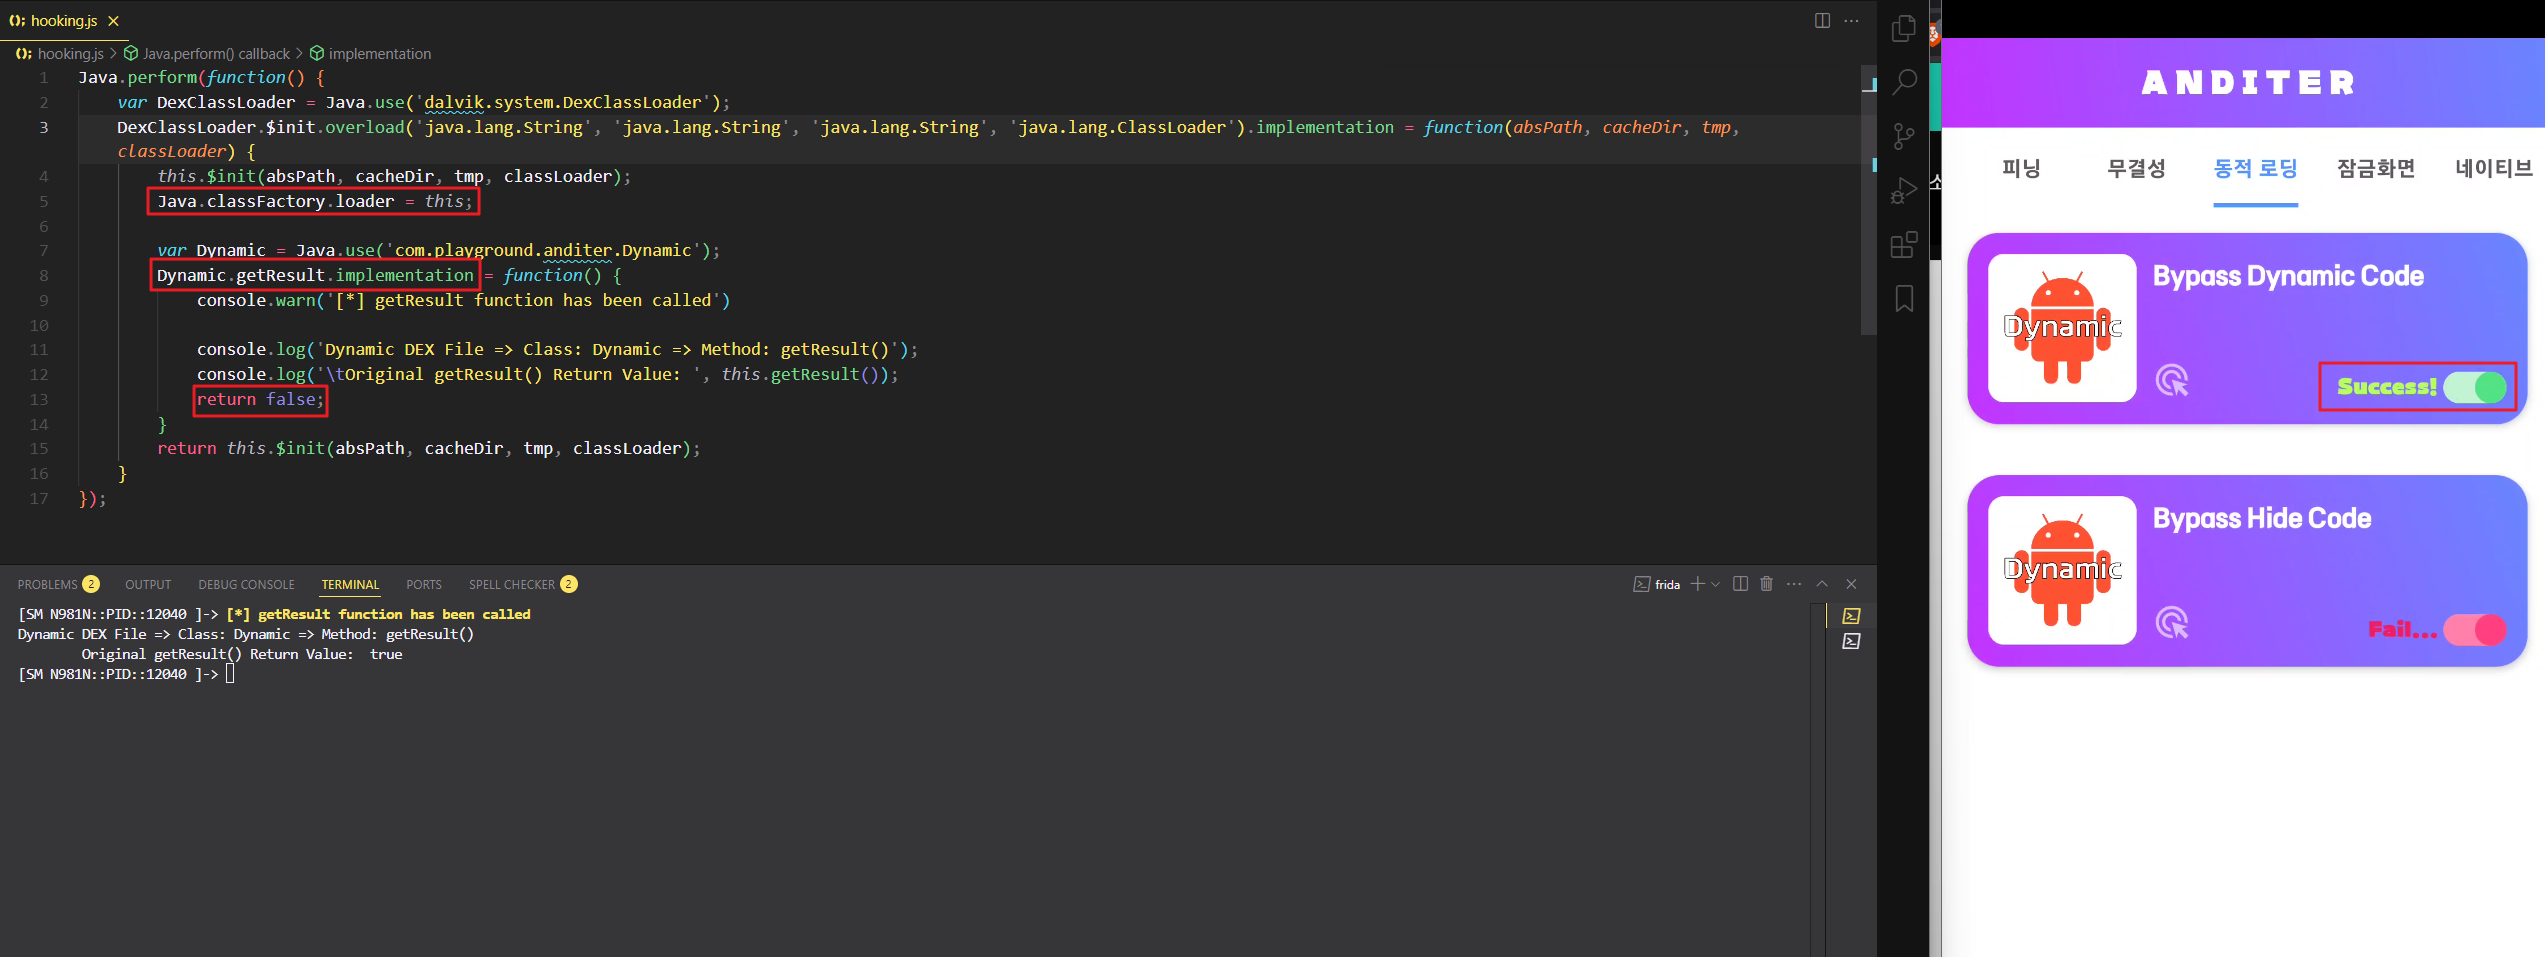 hooking.js
hooking.js > Java.perform() callback > implementation
1 Java.perform(function() {
2 var DexClassLoader = Java.use('dalvik.system.DexClassLoader');
3 DexClassLoader.$init.overload('java.lang.String', 'java.lang.String', 'java.lang.String', 'java.lang.ClassLoader').implementation = function(absPath, cacheDir, tmp,
classLoader) {
4 this.$init(absPath, cacheDir, tmp, classLoader);
5 Java.classFactory.loader = this;
6
7 var Dynamic = Java.use('com.playground.anditer.Dynamic');
8 Dynamic.getResult.implementation = function() {
9 console.warn('[*] getResult function has been called')
10
11 console.log('Dynamic DEX File => Class: Dynamic => Method: getResult()');
12 console.log('\tOriginal getResult() Return Value: ', this.getResult());
13 return false;
14 }
15 return this.$init(absPath, cacheDir, tmp, classLoader);
16 }
17 });
PROBLEMS 2 OUTPUT DEBUG CONSOLE TERMINAL PORTS SPELL CHECKER 2
frida
[SM N981N::PID::12040 ]-> [*] getResult function has been called
Dynamic DEX File => Class: Dynamic => Method: getResult()
Original getResult() Return Value: true
[SM N981N::PID::12040 ]->
ANDITER
피닝 무결성 동적 로딩 잠금화면 네이티브
Bypass Dynamic Code
Dynamic
Success!
Bypass Hide Code
Dynamic
Fail...